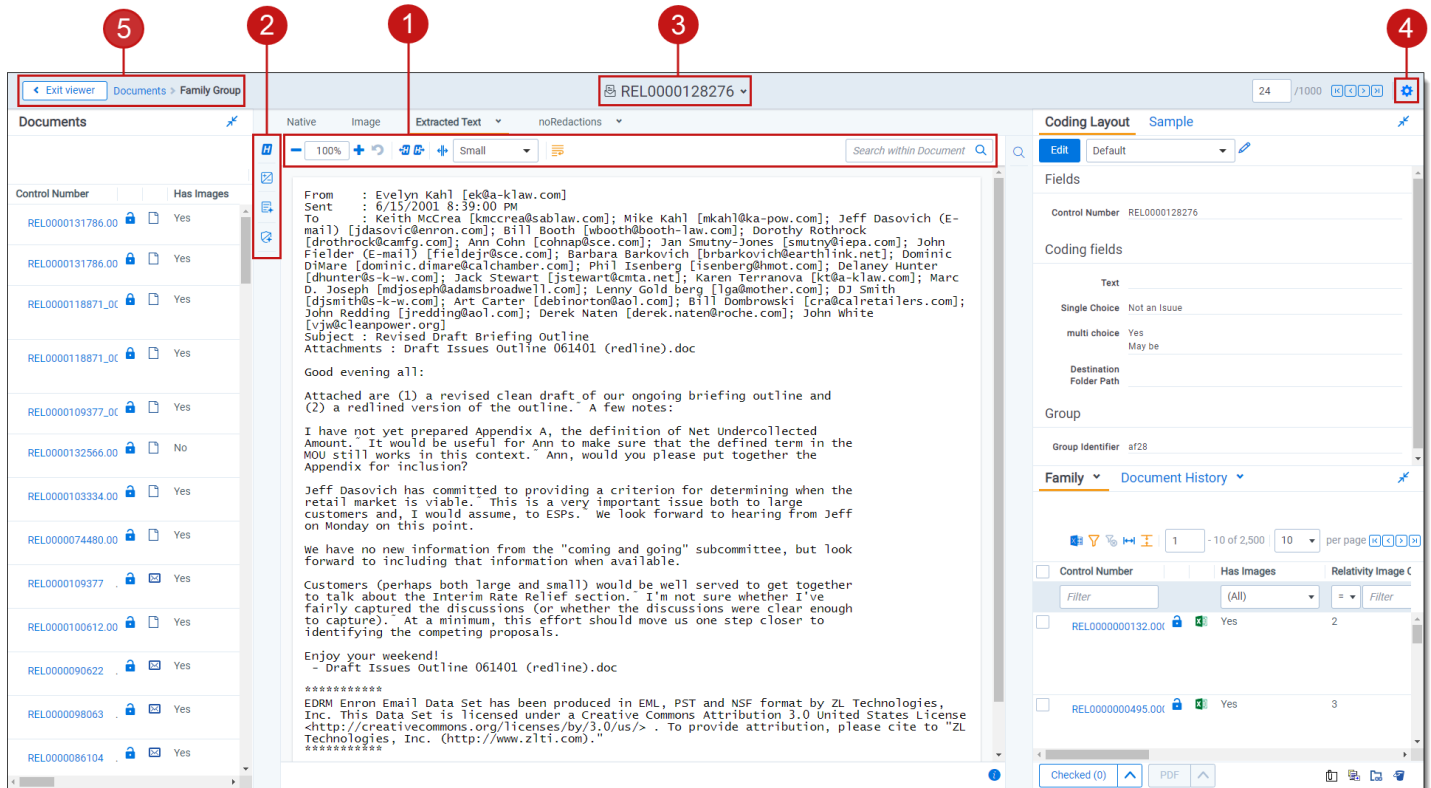 5
2
1
3
4
Exit viewer
Documents > Family Group
REL0000128276
24 /1000
Documents
Control Number
Has Images
REL0000131786.00 Yes
REL0000131786.00 Yes
REL0000118871_0C Yes
REL0000118871_0C Yes
REL0000109377_0C Yes
REL0000132566.00 No
REL0000103334.00 Yes
REL0000074480.00 Yes
REL0000109377 . Yes
REL0000100612.00 Yes
REL0000090622 . Yes
REL0000098063 . Yes
REL0000086104 . Yes
Native
Image
Extracted Text
noRedactions
100%
Small
Search within Document
From : Evelyn Kahl [ek@a-klaw.com]
Sent : 6/15/2001 8:39:00 PM
To : Keith McCrea [kmccrea@sablaw.com]; Mike Kahl [mkahl@ka-pow.com]; Jeff Dasovich (E-
mail) [jdasovic@enron.com]; Bill Booth [wbooth@booth-law.com]; Dorothy Rothrock
[drothrock@camfg.com]; Ann Cohn [cohnap@sce.com]; Jan Smutny-Jones [smutny@iepa.com]; John
Fielder (E-mail) [fieldejr@sce.com]; Barbara Barkovich [brbarkovich@earthlink.net]; Dominic
DiMare [dominic.dimare@calchamber.com]; Phil Isenberg [isenberg@hmot.com]; Delaney Hunter
[dhunter@s-k-w.com]; Jack Stewart [jstewart@cmta.net]; Karen Terranova [kt@a-klaw.com]; Marc
D. Joseph [mdjoseph@adamsbroadwell.com]; Lenny Gold berg [lga@mother.com]; DJ Smith
[djsmith@s-k-w.com]; Art Carter [debinorton@aol.com]; Bill Dombrowski [cra@calretailers.com];
John Redding [jredding@aol.com]; Derek Naten [derek.naten@roche.com]; John White
[vjw@cleanpower.org]
Subject : Revised Draft Briefing Outline
Attachments : Draft Issues Outline 061401 (redline).doc
Good evening all:
Attached are (1) a revised clean draft of our ongoing briefing outline and
(2) a redlined version of the outline.˜ A few notes:
I have not yet prepared Appendix A, the definition of Net Undercollected
Amount.˜ It would be useful for Ann to make sure that the defined term in the
MOU still works in this context.˜ Ann, would you please put together the
Appendix for inclusion?
Jeff Dasovich has committed to providing a criterion for determining when the
retail market is viable.˜ This is a very important issue both to large
customers and, I would assume, to ESPs.˜ We look forward to hearing from Jeff
on Monday on this point.
We have no new information from the "coming and going" subcommittee, but look
forward to including that information when available.
Customers (perhaps both large and small) would be well served to get together
to talk about the Interim Rate Relief section.˜ I'm not sure whether I've
fairly captured the discussions (or whether the discussions were clear enough
to capture).˜ At a minimum, this effort should move us one step closer to
identifying the competing proposals.
Enjoy your weekend!
- Draft Issues Outline 061401 (redline).doc
***********
EDRM Enron Email Data Set has been produced in EML, PST and NSF format by ZL Technologies,
Inc. This Data Set is licensed under a Creative Commons Attribution 3.0 United States License
<http://creativecommons.org/licenses/by/3.0/us/> . To provide attribution, please cite to "ZL
Technologies, Inc. (http://www.zlti.com)."
***********
Coding Layout
Sample
Edit
Default
Fields
Control Number REL0000128276
Coding fields
Text
Single Choice Not an Isuue
multi choice Yes
May be
Destination
Folder Path
Group
Group Identifier af28
Family
Document History
1 - 10 of 2,500 10 per page
Control Number
Has Images
Relativity Image C
Filter
(All)
= Filter
REL0000000132.000 Yes 2
REL0000000495.000 Yes 3
Checked (0)
PDF